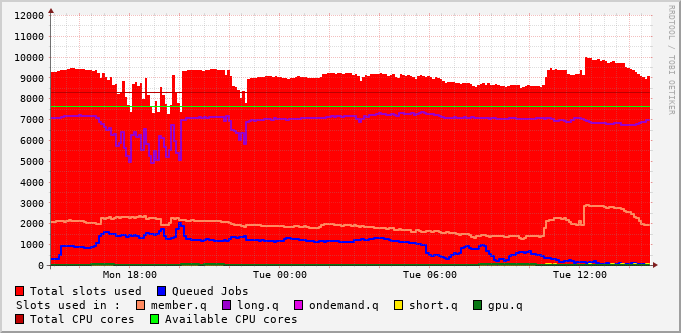 12000
11000
10000
9000
8000
7000
6000
5000
4000
3000
2000
1000
0
Mon 18:00 Tue 00:00 Tue 06:00 Tue 12:00
RRDTOOL / TOBI OETIKER
Total slots used Queued Jobs
Slots used in : member.q long.q ondemand.q short.q gpu.q
Total CPU cores Available CPU cores